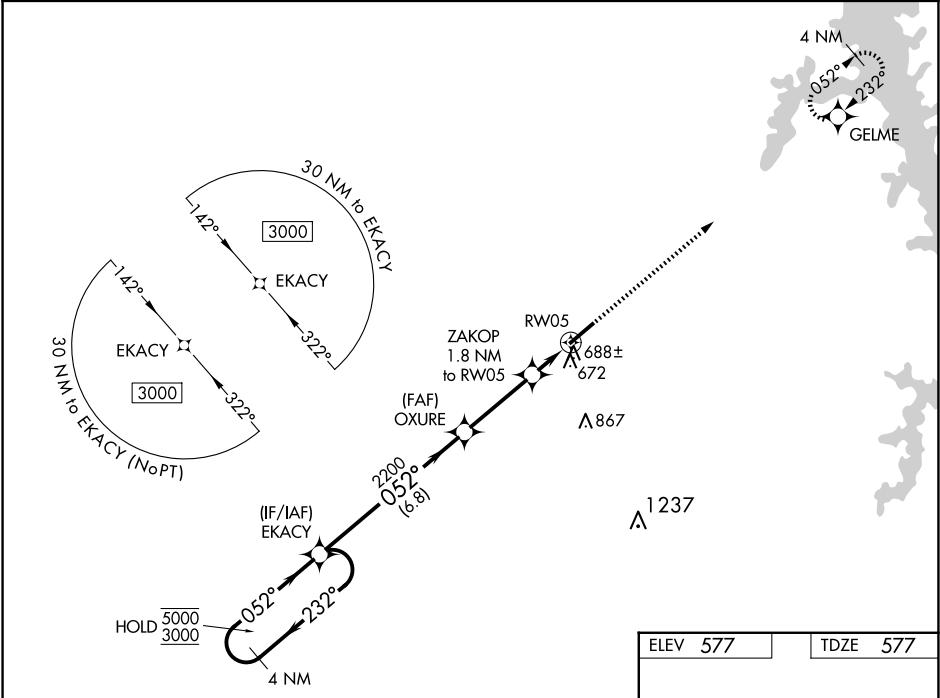 4 NM
052°
232°
GELME
30 NM to EKACY
142°
3000
EKACY
322°
142°
EKACY
30 NM to EKACY (NoPT)
3000
322°
RW05
ZAKOP
1.8 NM
to RW05
688±
672
(FAF)
OXURE
867
2200
052°
(6.8)
1237
(IF/IAF)
EKACY
052°
232°
HOLD 5000
3000
4 NM
ELEV 577
TDZE 577